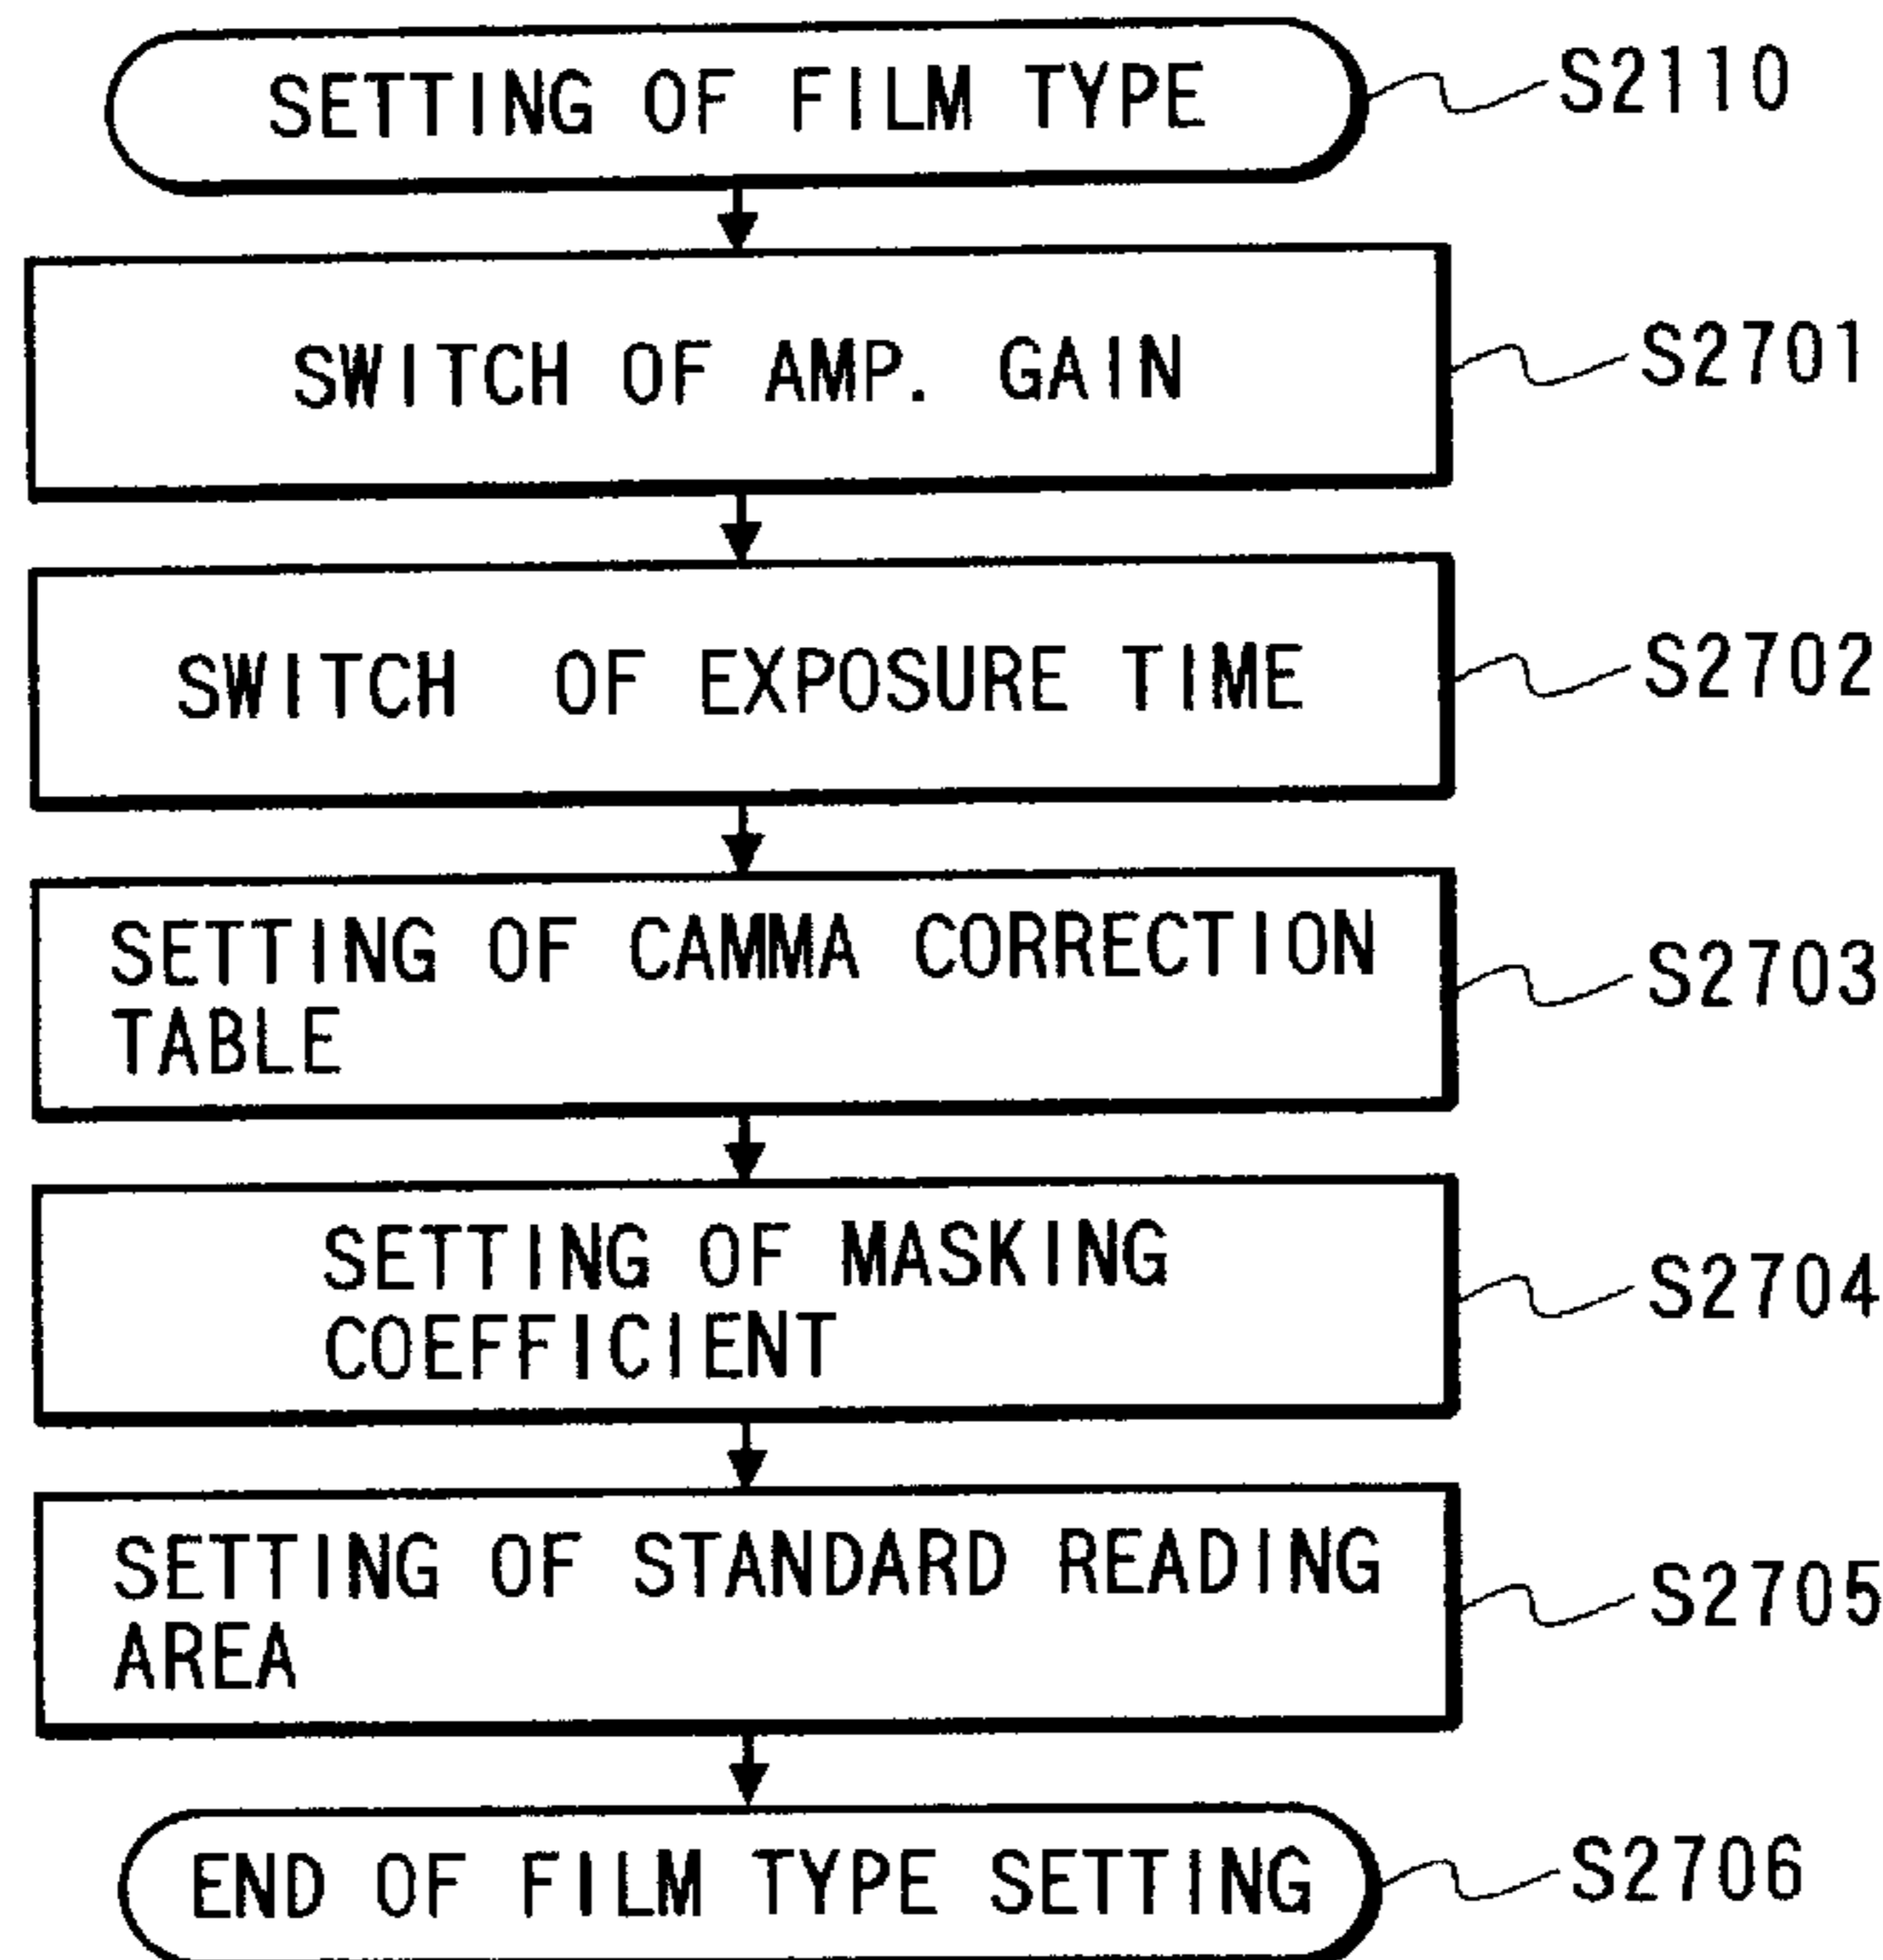 SETTING OF FILM TYPE
S2110
SWITCH OF AMP. GAIN
S2701
SWITCH OF EXPOSURE TIME
S2702
SETTING OF CAMMA CORRECTION
TABLE
S2703
SETTING OF MASKING
COEFFICIENT
S2704
SETTING OF STANDARD READING
AREA
S2705
END OF FILM TYPE SETTING
S2706